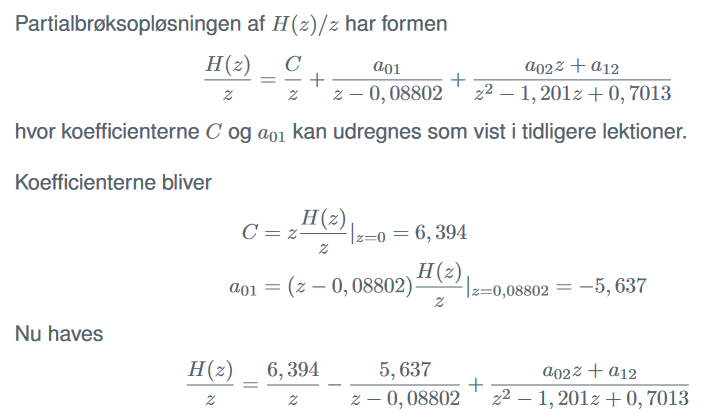 Partialbrøksopløsningen af $H(z)/z$ har formen
$$\frac{H(z)}{z} = \frac{C}{z} + \frac{a_{01}}{z - 0,08802} + \frac{a_{02}z + a_{12}}{z^2 - 1,201z + 0,7013}$$
hvor koefficienterne $C$ og $a_{01}$ kan udregnes som vist i tidligere lektioner.
Koefficienterne bliver
$$C = z\frac{H(z)}{z}|_{z=0} = 6,394$$
$$a_{01} = (z - 0,08802)\frac{H(z)}{z}|_{z=0,08802} = -5,637$$
Nu haves
$$\frac{H(z)}{z} = \frac{6,394}{z} - \frac{5,637}{z - 0,08802} + \frac{a_{02}z + a_{12}}{z^2 - 1,201z + 0,7013}$$